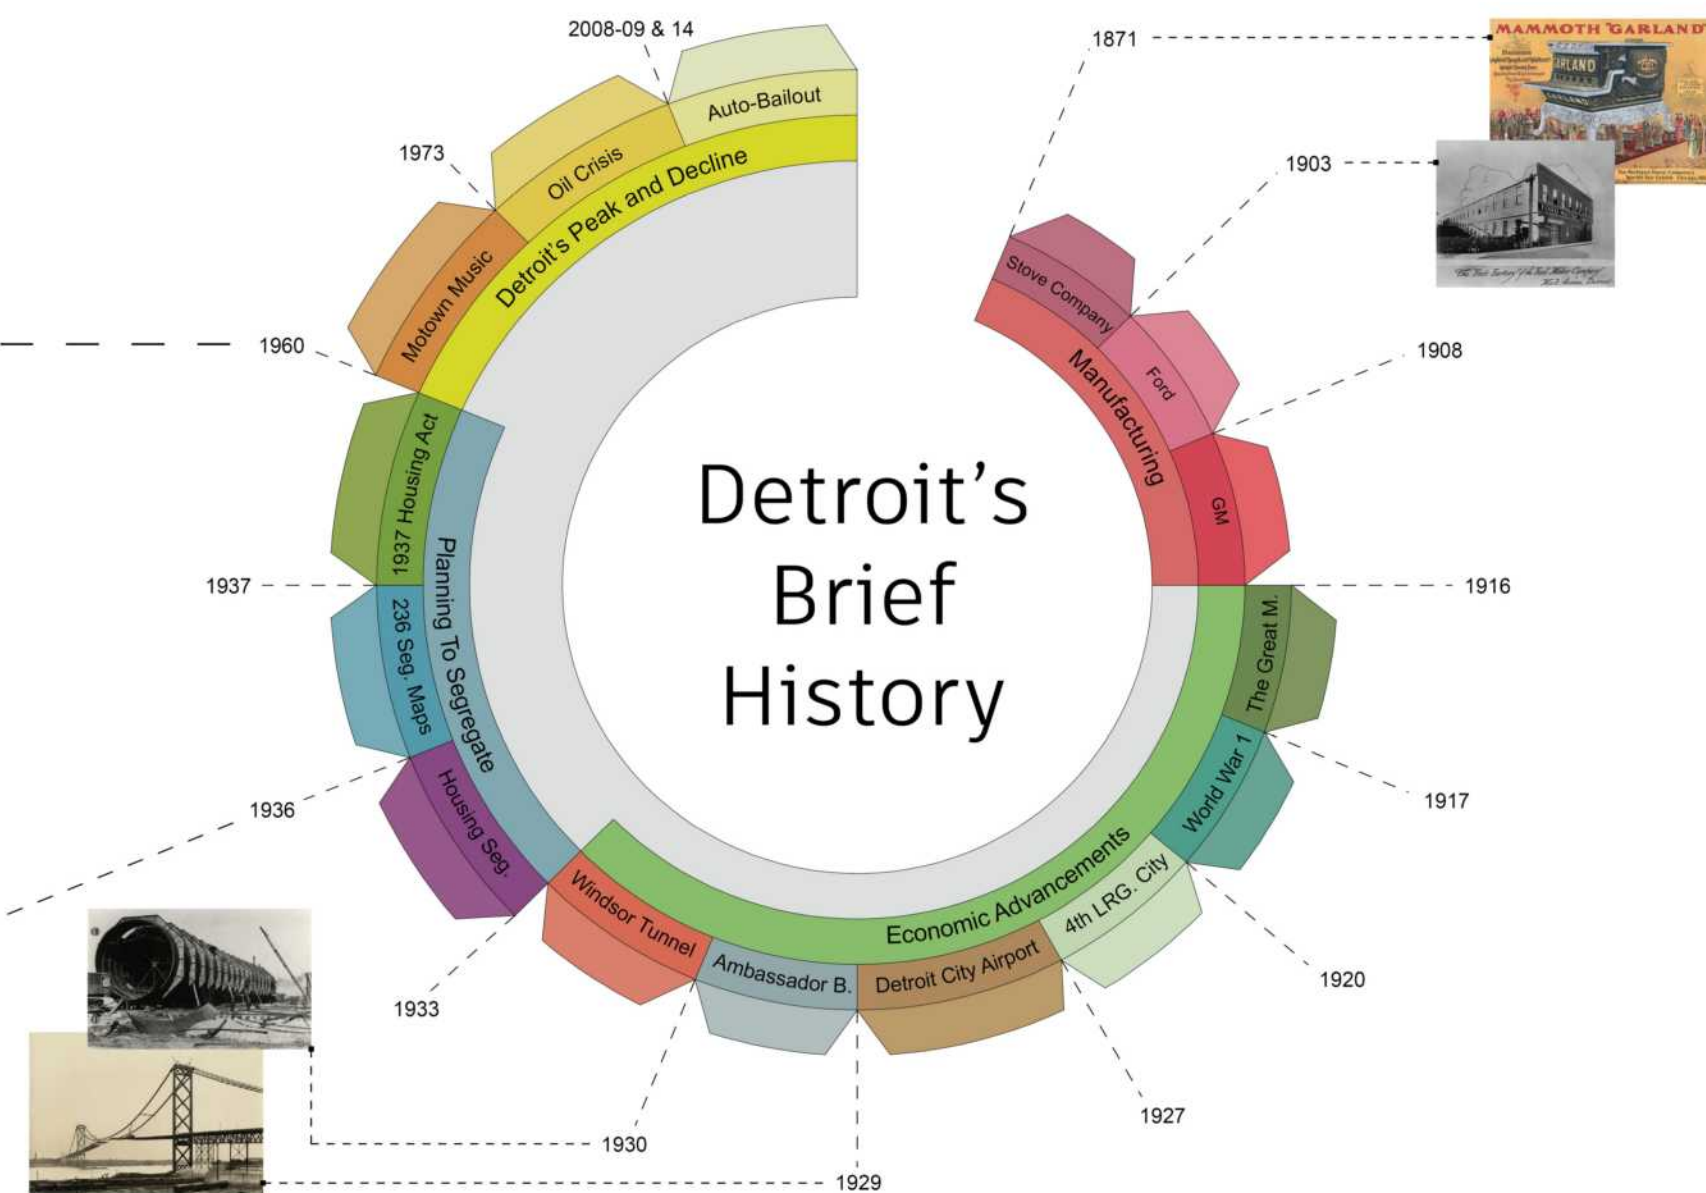 Detroit's
Brief
History
1871
MAMMOTH "GARLAND"
GARLAND
1903
1908
1916
1917
1920
1927
1929
1930
1933
1936
1937
1960
1973
2008-09 & 14
Manufacturing
Stove Company
Ford
GM
Economic Advancements
The Great M.
World War 1
4th LRG. City
Detroit City Airport
Ambassador B.
Windsor Tunnel
Planning To Segregate
Housing Seg.
236 Seg. Maps
1937 Housing Act
Detroit's Peak and Decline
Motown Music
Oil Crisis
Auto-Bailout